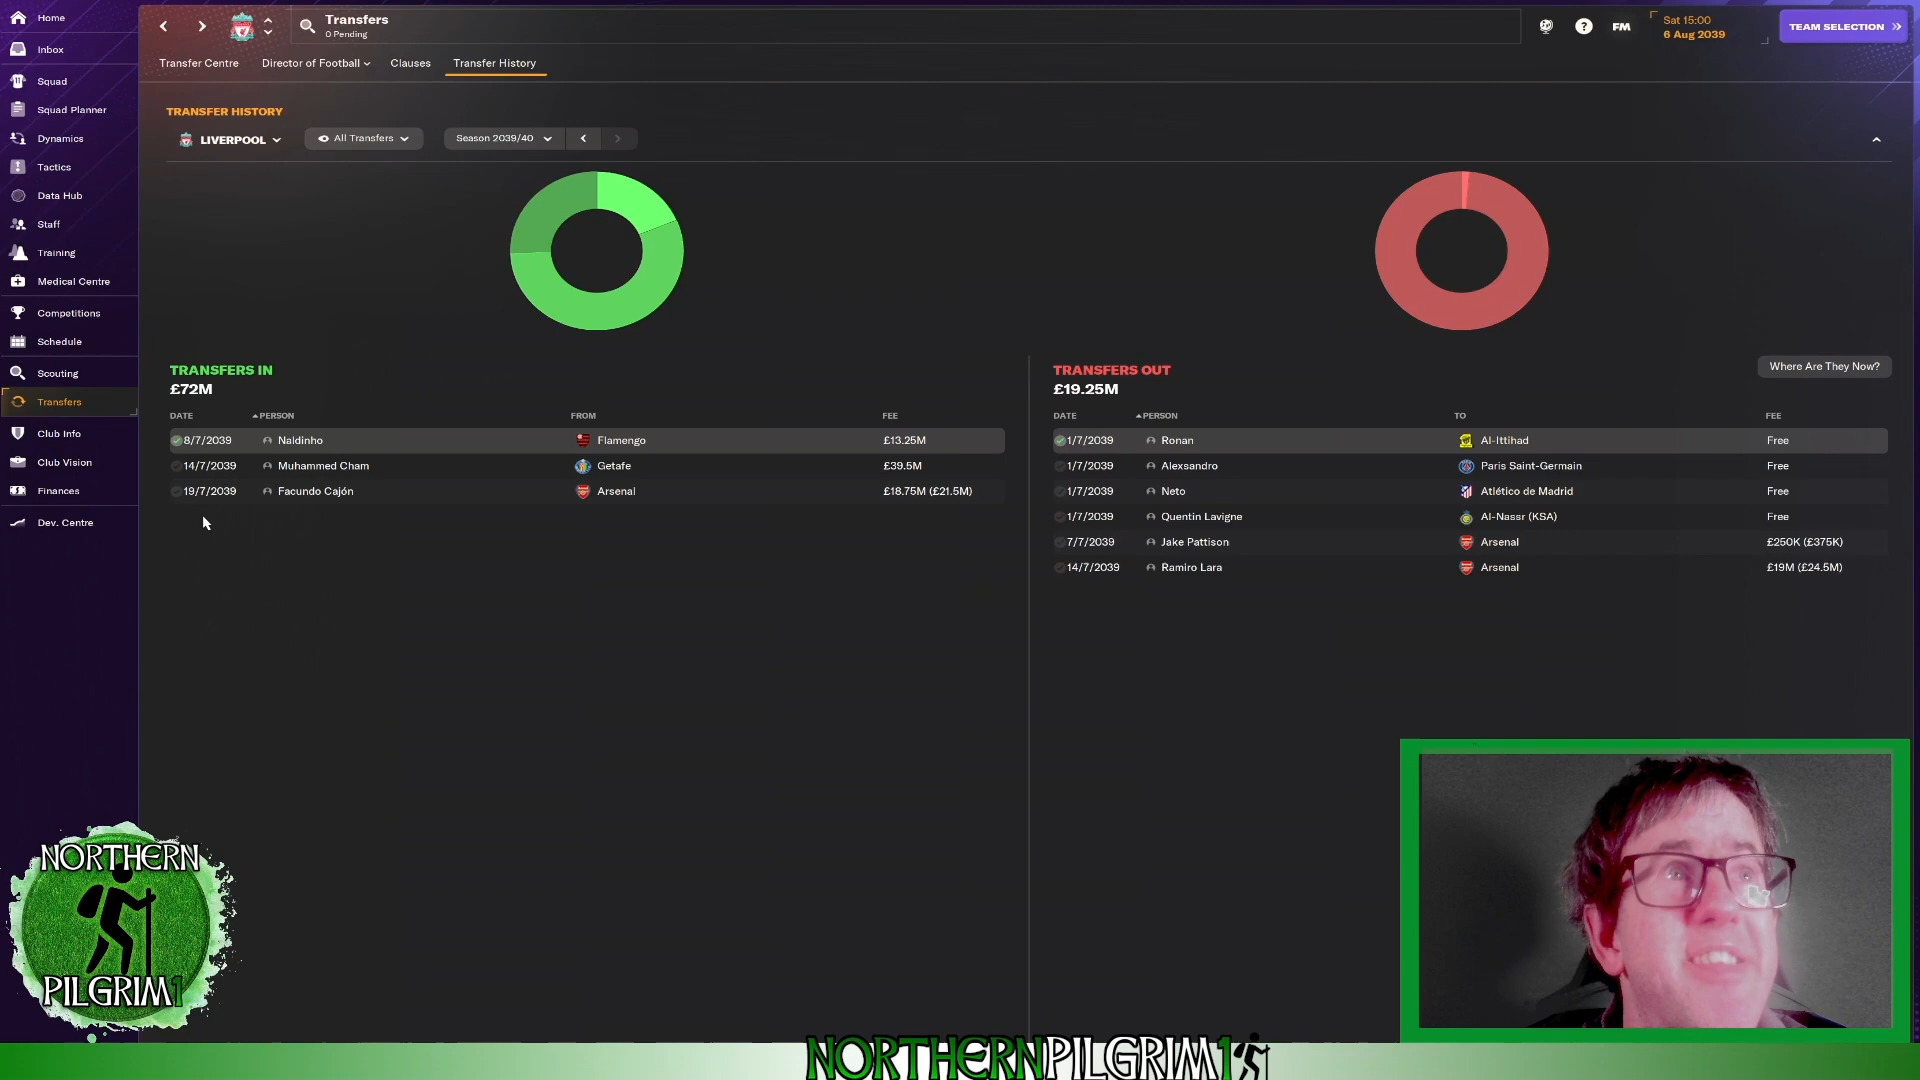 Home
Inbox
Squad
Squad Planner
Dynamics
Tactics
Data Hub
Staff
Training
Medical Centre
Competitions
Schedule
Scouting
Transfers
Club Info
Club Vision
Finances
Dev. Centre
Transfers
0 Pending
FM
Sat 15:00
6 Aug 2039
TEAM SELECTION
Transfer Centre Director of Football Clauses Transfer History
TRANSFER HISTORY
LIVERPOOL All Transfers Season 2039/40
TRANSFERS IN
£72M
DATE PERSON FROM FEE
8/7/2039 Naldinho Flamengo £13.25M
14/7/2039 Muhammed Cham Getafe £39.5M
19/7/2039 Facundo Cajón Arsenal £18.75M (£21.5M)
TRANSFERS OUT
£19.25M
Where Are They Now?
DATE PERSON TO FEE
1/7/2039 Ronan Al-Ittihad Free
1/7/2039 Alexsandro Paris Saint-Germain Free
1/7/2039 Neto Atlético de Madrid Free
1/7/2039 Quentin Lavigne Al-Nassr (KSA) Free
7/7/2039 Jake Pattison Arsenal £250K (£375K)
14/7/2039 Ramiro Lara Arsenal £19M (£24.5M)
NORTHERN
PILGRIM1
NORTHERNPILGRIM1